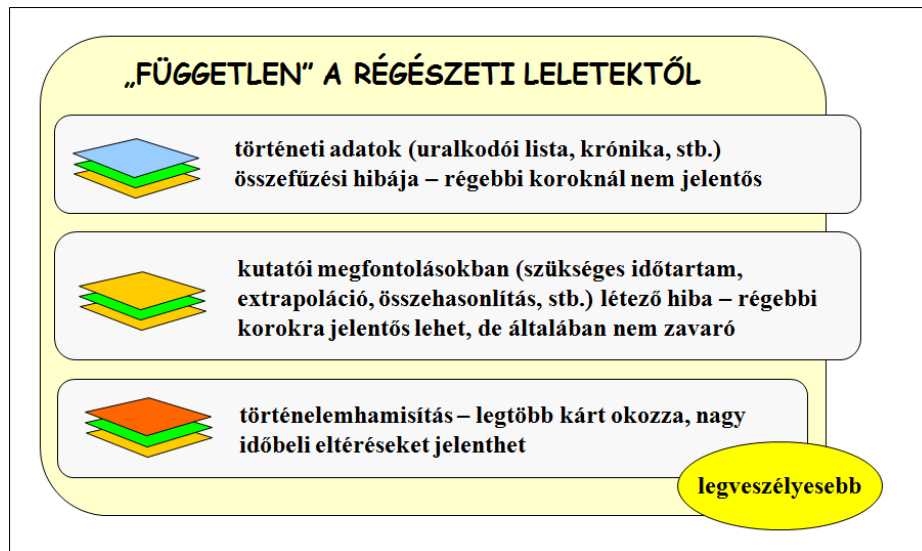 „FÜGGETLEN” A RÉGÉSZETI LELETEKTŐL
történeti adatok (uralkodói lista, krónika, stb.)
összefűzési hibája – régebbi koroknál nem jelentős
kutatói megfontolásokban (szükséges időtartam,
extrapoláció, összehasonlítás, stb.) létező hiba – régebbi
korokra jelentős lehet, de általában nem zavaró
történelemhamisítás – legtöbb kárt okozza, nagy
időbeli eltéréseket jelenthet
legveszélyesebb